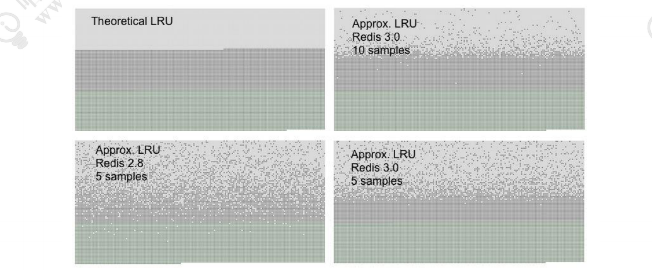 Theoretical LRU
Approx. LRU
Redis 3.0
10 samples
Approx. LRU
Redis 2.8
5 samples
Approx. LRU
Redis 3.0
5 samples